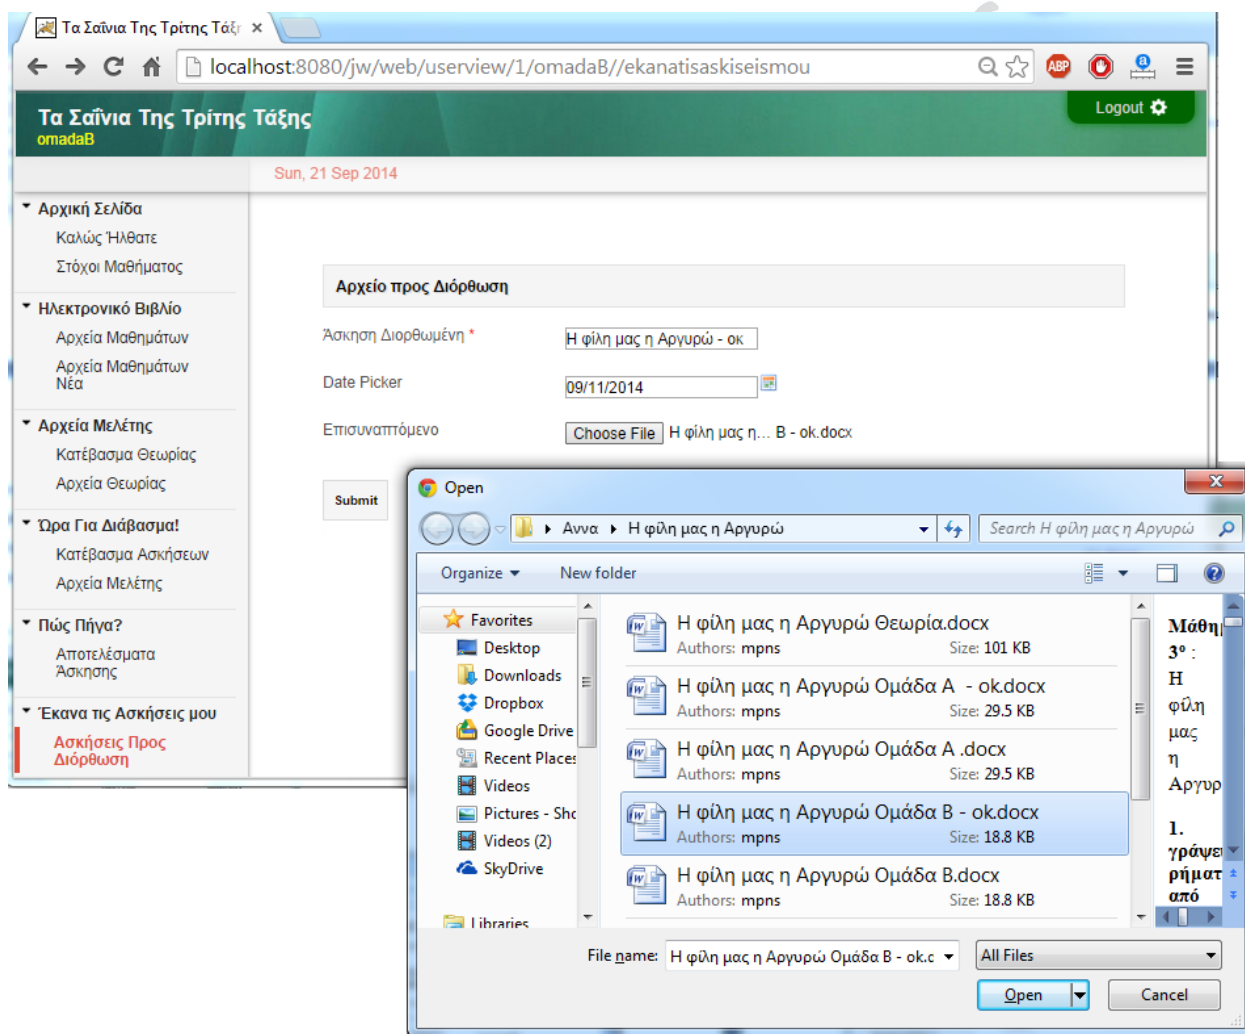 Τα Σαΐνια Της Τρίτης Τάξη
localhost:8080/jw/web/userview/1/omadaB//ekanatisaskiseismou
ABP
a
Τα Σαΐνια Της Τρίτης Τάξης
omadaB
Logout
Sun, 21 Sep 2014
Αρχική Σελίδα
Καλώς Ήλθατε
Στόχοι Μαθήματος
Ηλεκτρονικό Βιβλίο
Αρχεία Μαθημάτων
Αρχεία Μαθημάτων
Νέα
Αρχεία Μελέτης
Κατέβασμα Θεωρίας
Αρχεία Θεωρίας
Ώρα Για Διάβασμα!
Κατέβασμα Ασκήσεων
Αρχεία Μελέτης
Πώς Πήγα?
Αποτελέσματα
Άσκησης
Έκανα τις Ασκήσεις μου
Ασκήσεις Προς
Διόρθωση
Αρχείο προς Διόρθωση
Άσκηση Διορθωμένη *
Η φίλη μας η Αργυρώ - οκ
Date Picker
09/11/2014
Επισυναπτόμενο
Choose File Η φίλη μας η… Β - ok.docx
Submit
Open
Αννα Η φίλη μας η Αργυρώ
Search Η φίλη μας η Αργυρώ
Organize New folder
Favorites
Desktop
Downloads
Dropbox
Google Drive
Recent Places
Videos
Pictures - Sho
Videos (2)
SkyDrive
Libraries
Η φίλη μας η Αργυρώ Θεωρία.docx
Authors: mpns Size: 101 KB
Η φίλη μας η Αργυρώ Ομάδα Α  - ok.docx
Authors: mpns Size: 29.5 KB
Η φίλη μας η Αργυρώ Ομάδα Α .docx
Authors: mpns Size: 29.5 KB
Η φίλη μας η Αργυρώ Ομάδα Β - ok.docx
Authors: mpns Size: 18.8 KB
Η φίλη μας η Αργυρώ Ομάδα Β.docx
Authors: mpns Size: 18.8 KB
Μάθημ
3ο :
Η
φίλη
μας
η
Αργυρ
1.
γράψει
ρήματ
από
File name: Η φίλη μας η Αργυρώ Ομάδα Β - ok.c
All Files
Open
Cancel